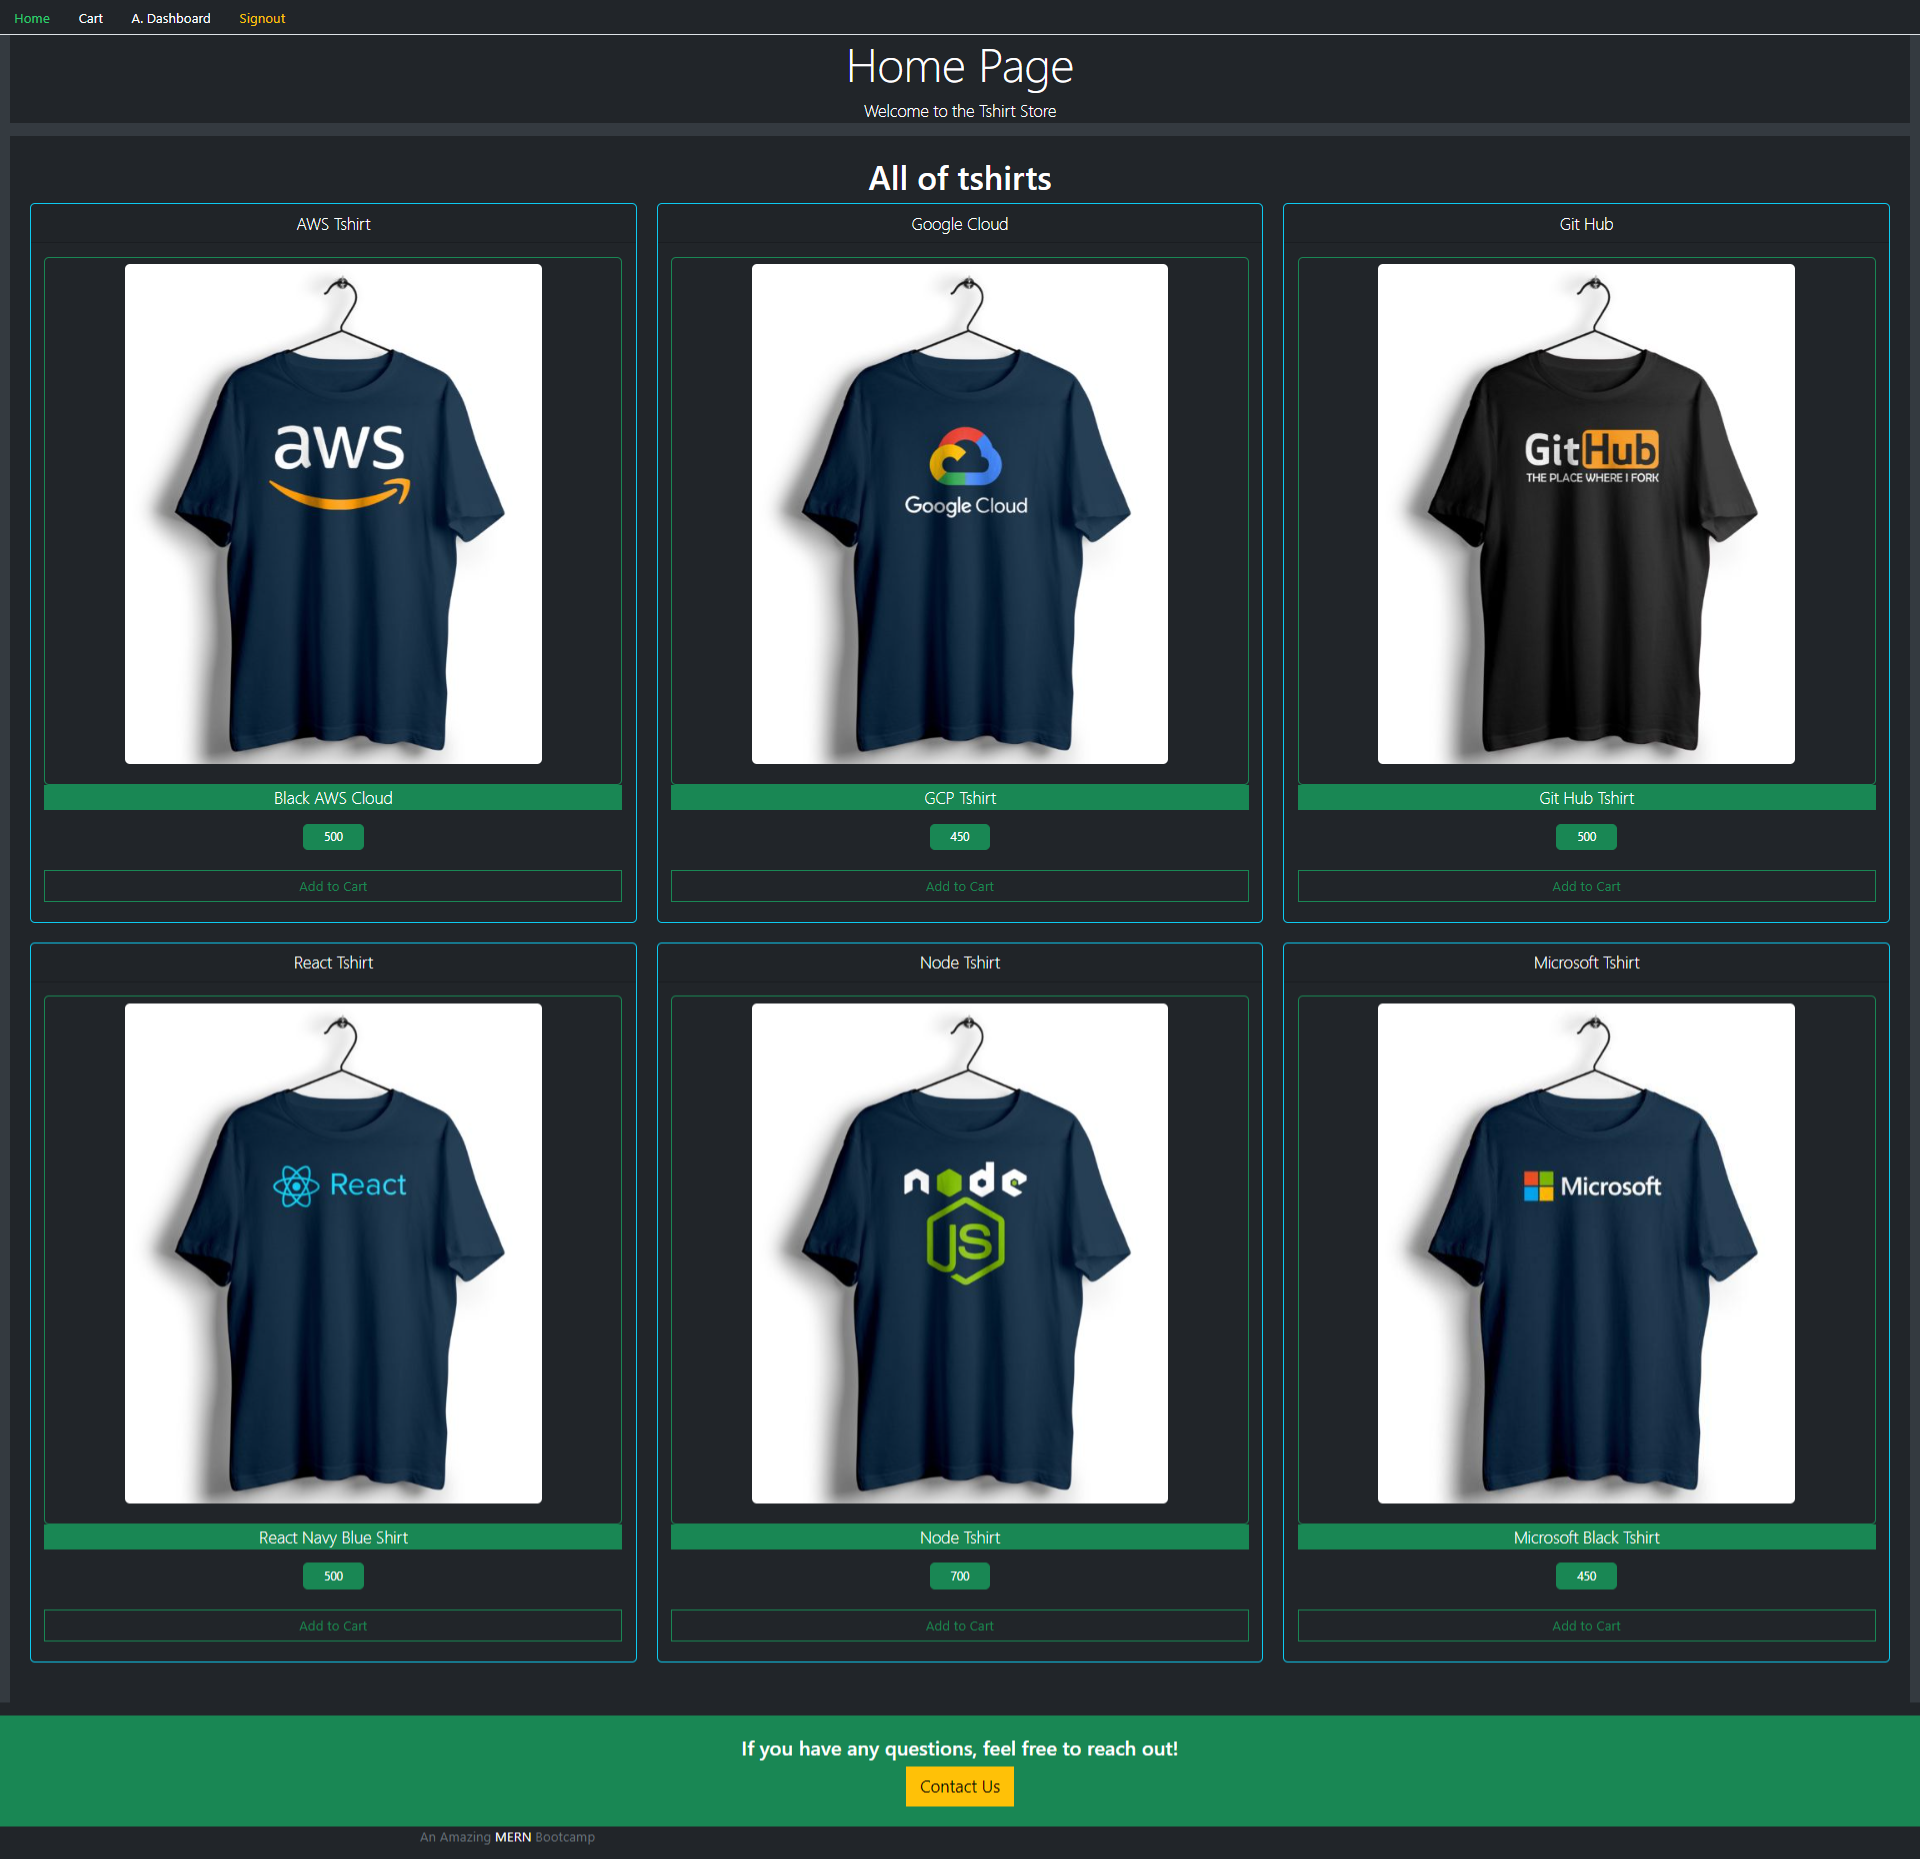 Home Cart A. Dashboard Signout
Home Page
Welcome to the Tshirt Store
All of tshirts
AWS Tshirt
aws
Black AWS Cloud
500
Add to Cart
Google Cloud
Google Cloud
GCP Tshirt
450
Add to Cart
Git Hub
GitHub
THE PLACE WHERE I FORK
Git Hub Tshirt
500
Add to Cart
React Tshirt
React
React Navy Blue Shirt
500
Add to Cart
Node Tshirt
node
JS
Node Tshirt
700
Add to Cart
Microsoft Tshirt
Microsoft
Microsoft Black Tshirt
450
Add to Cart
If you have any questions, feel free to reach out!
Contact Us
An Amazing MERN Bootcamp